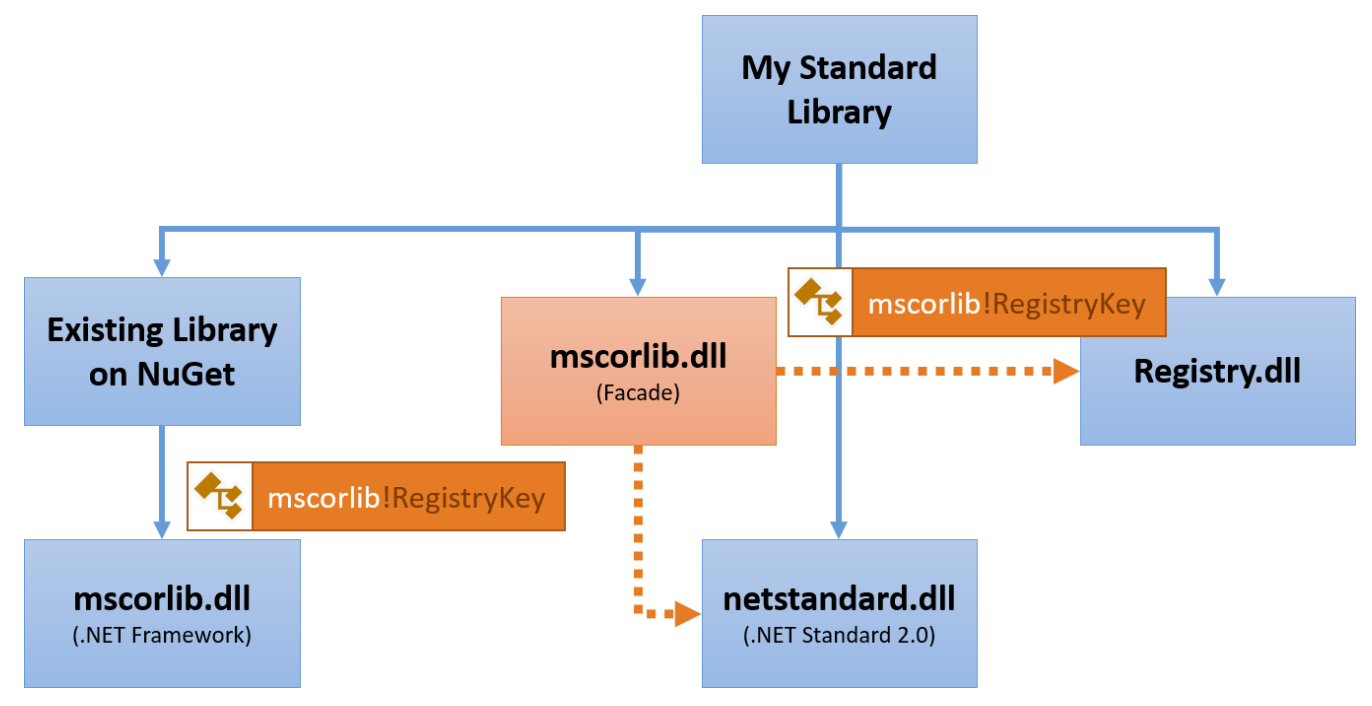 My Standard
Library
mscorlib!RegistryKey
Existing Library
on NuGet
mscorlib.dll
(Facade)
Registry.dll
mscorlib!RegistryKey
mscorlib.dll
(.NET Framework)
netstandard.dll
(.NET Standard 2.0)